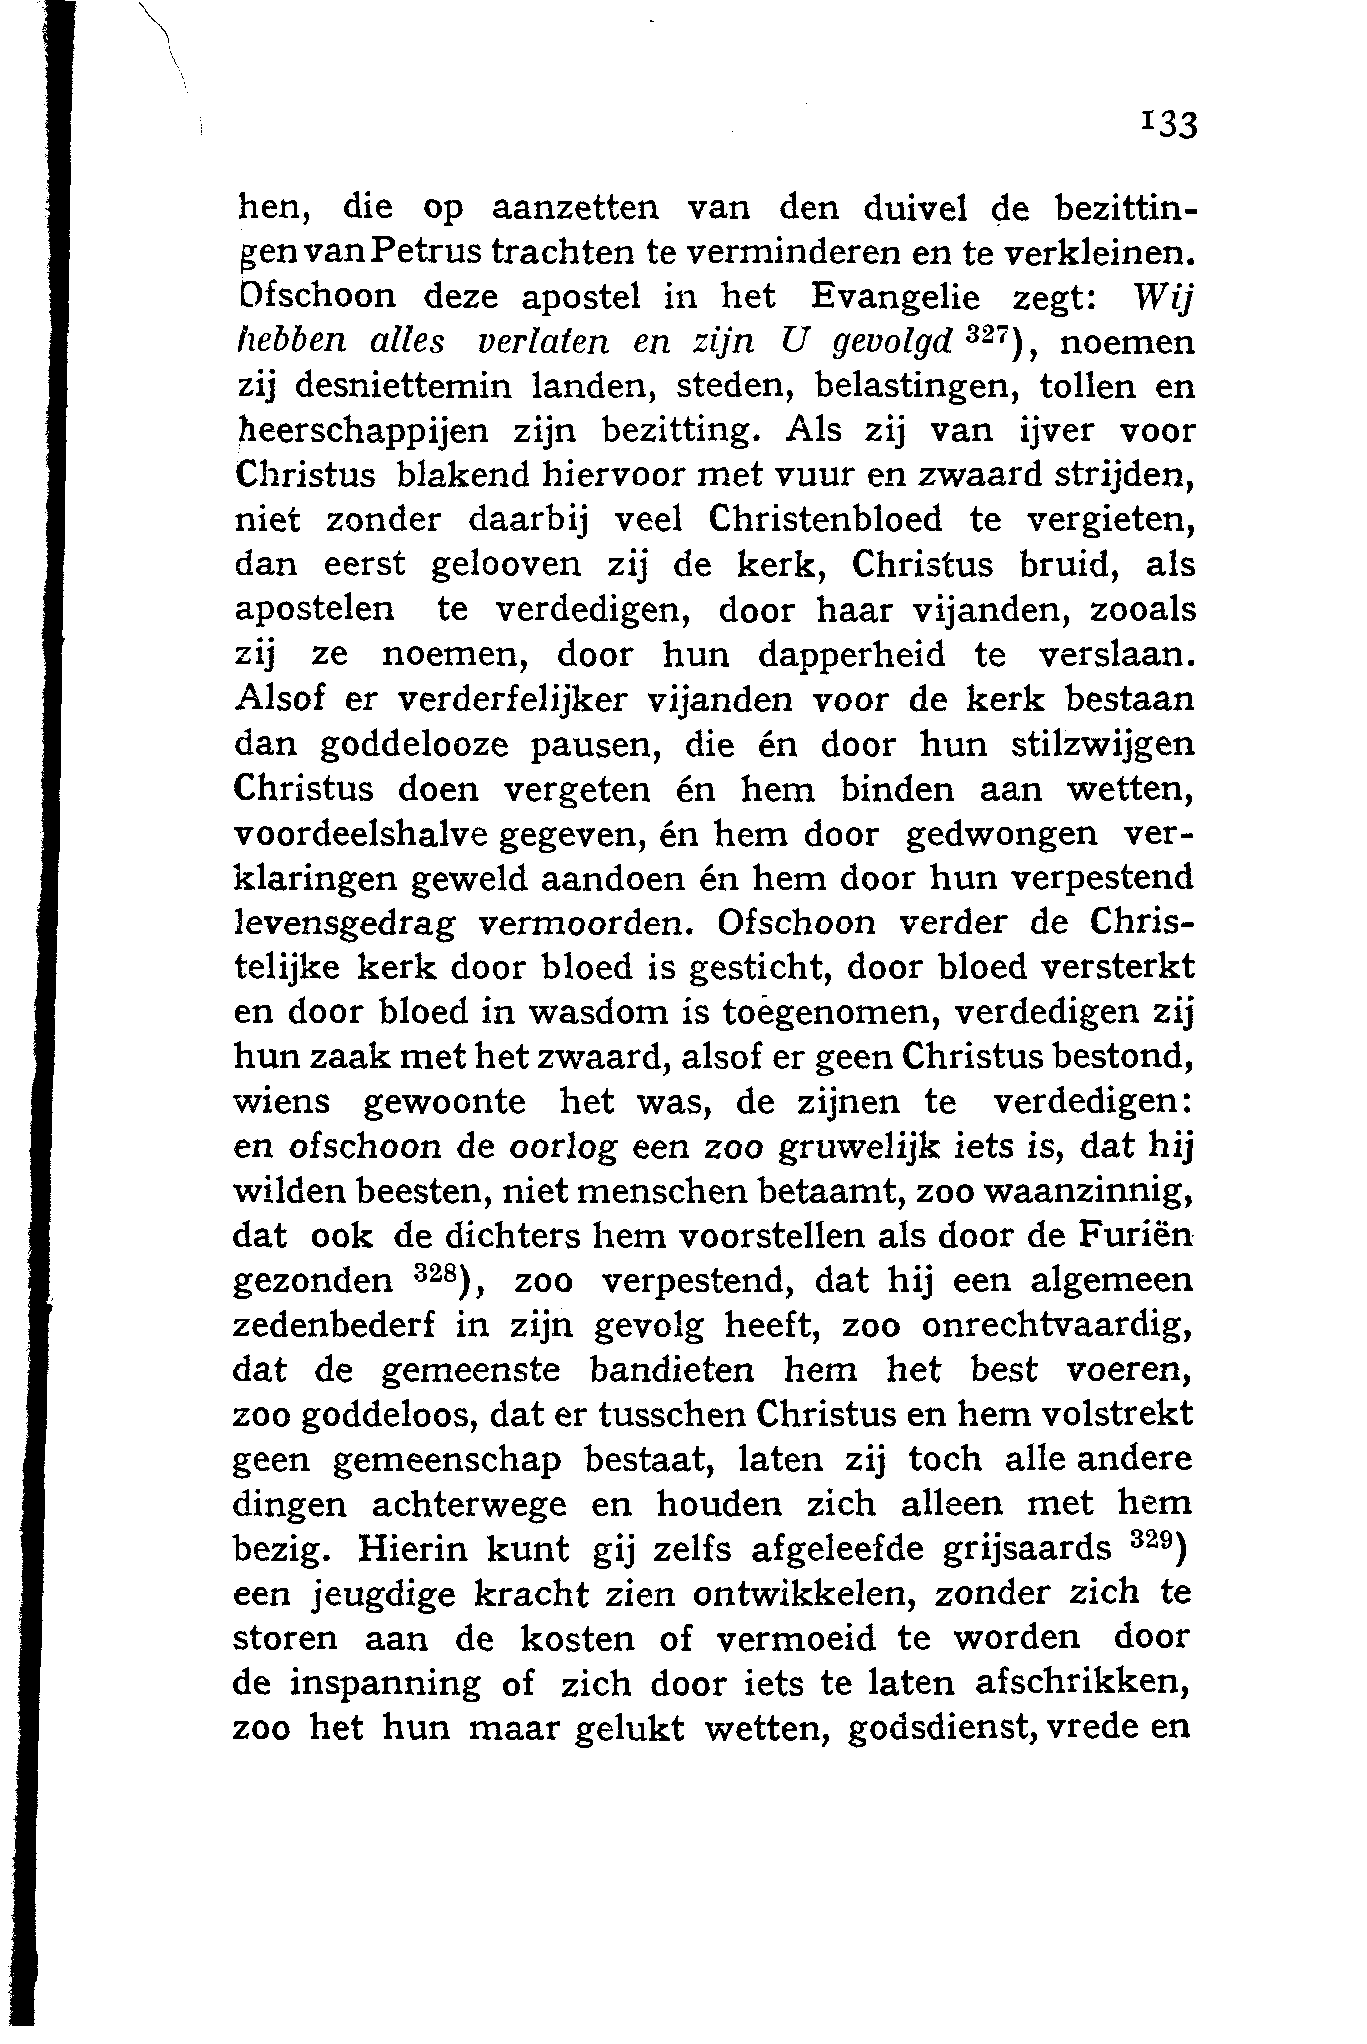 133
hen, die op aanzetten van den duivel de bezittin-
gen van Petrus trachten te verminderen en te verkleinen.
Ofschoon deze apostel in het Evangelie zegt: Wij
hebben alles verlaten en zijn U gevolgd ³²⁷), noemen
zij desniettemin landen, steden, belastingen, tollen en
heerschappijen zijn bezitting. Als zij van ijver voor
Christus blakend hiervoor met vuur en zwaard strijden,
niet zonder daarbij veel Christenbloed te vergieten,
dan eerst gelooven zij de kerk, Christus bruid, als
apostelen te verdedigen, door haar vijanden, zooals
zij ze noemen, door hun dapperheid te verslaan.
Alsof er verderfelijker vijanden voor de kerk bestaan
dan goddelooze pausen, die én door hun stilzwijgen
Christus doen vergeten én hem binden aan wetten,
voordeelshalve gegeven, én hem door gedwongen ver-
klaringen geweld aandoen én hem door hun verpestend
levensgedrag vermoorden. Ofschoon verder de Chris-
telijke kerk door bloed is gesticht, door bloed versterkt
en door bloed in wasdom is toegenomen, verdedigen zij
hun zaak met het zwaard, alsof er geen Christus bestond,
wiens gewoonte het was, de zijnen te verdedigen:
en ofschoon de oorlog een zoo gruwelijk iets is, dat hij
wilden beesten, niet menschen betaamt, zoo waanzinnig,
dat ook de dichters hem voorstellen als door de Furiën
gezonden ³²⁸), zoo verpestend, dat hij een algemeen
zedenbederf in zijn gevolg heeft, zoo onrechtvaardig,
dat de gemeenste bandieten hem het best voeren,
zoo goddeloos, dat er tusschen Christus en hem volstrekt
geen gemeenschap bestaat, laten zij toch alle andere
dingen achterwege en houden zich alleen met hem
bezig. Hierin kunt gij zelfs afgeleefde grijsaards ³²⁹)
een jeugdige kracht zien ontwikkelen, zonder zich te
storen aan de kosten of vermoeid te worden door
de inspanning of zich door iets te laten afschrikken,
zoo het hun maar gelukt wetten, godsdienst, vrede en